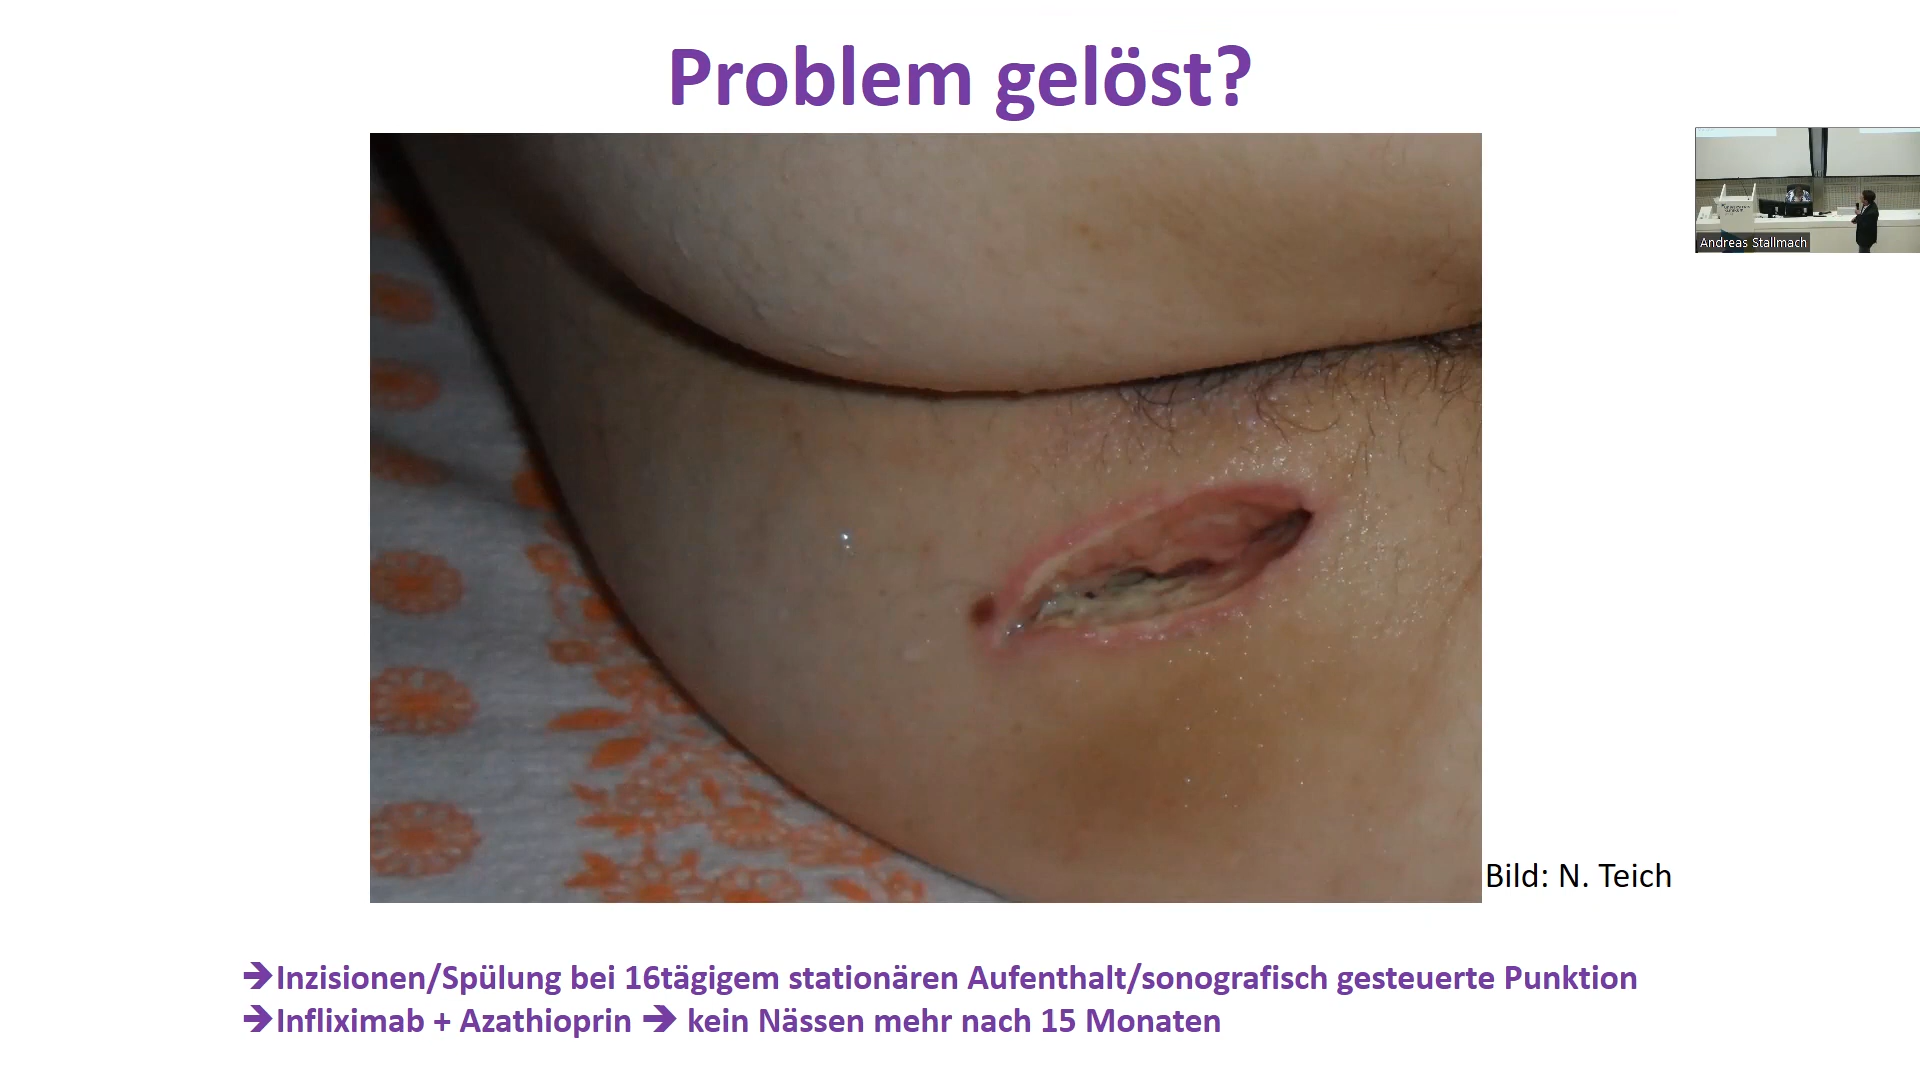 Problem gelöst?
Andreas Stallmach
Bild: N. Teich
➔Inzisionen/Spülung bei 16tägigem stationären Aufenthalt/sonografisch gesteuerte Punktion
➔Infliximab + Azathioprin ➔ kein Nässen mehr nach 15 Monaten